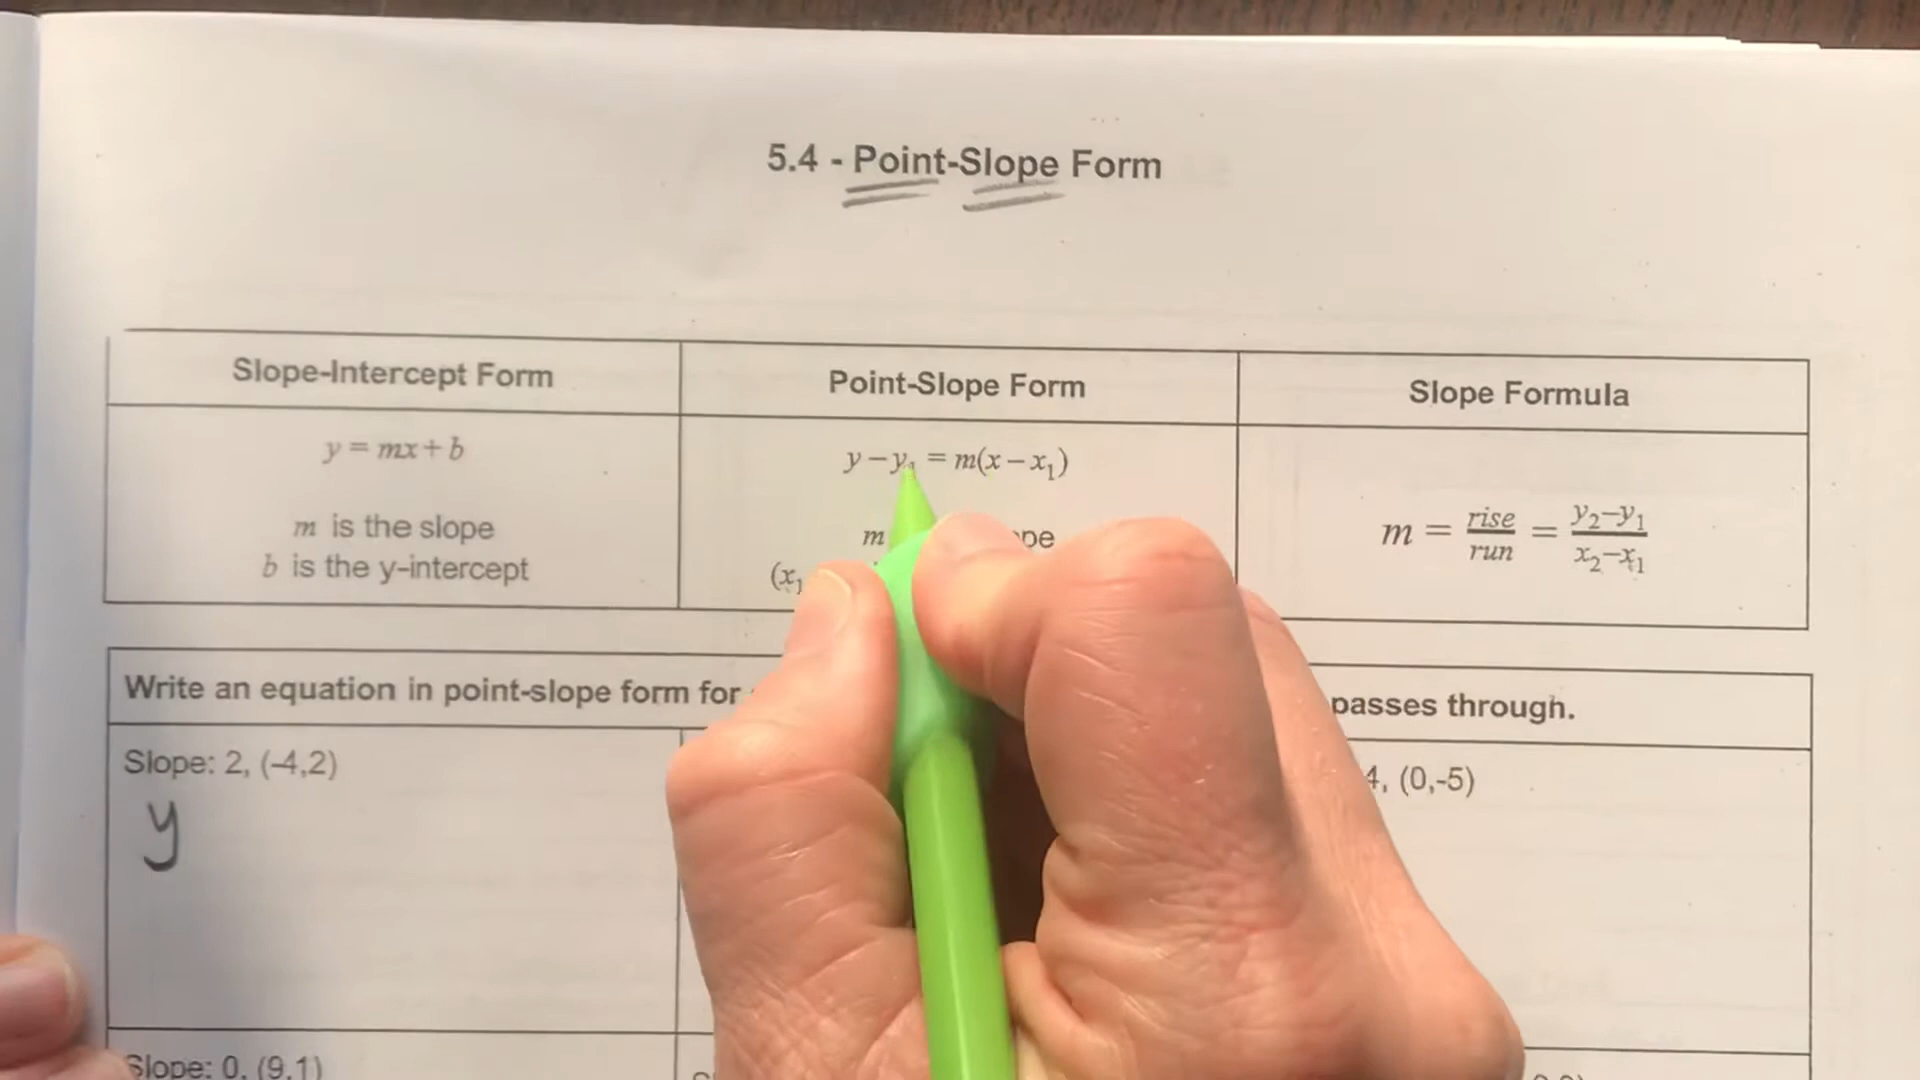 5.4 - Point-Slope Form
Slope-Intercept Form
Point-Slope Form
Slope Formula
y = mx + b
m is the slope
b is the y-intercept
y − y₁ = m(x − x₁)
m
(x₁
m = rise/run = y₂−y₁/x₂−x₁
Write an equation in point-slope form for
passes through.
Slope: 2, (-4,2)
y
4, (0,-5)
Slope: 0, (9,1)